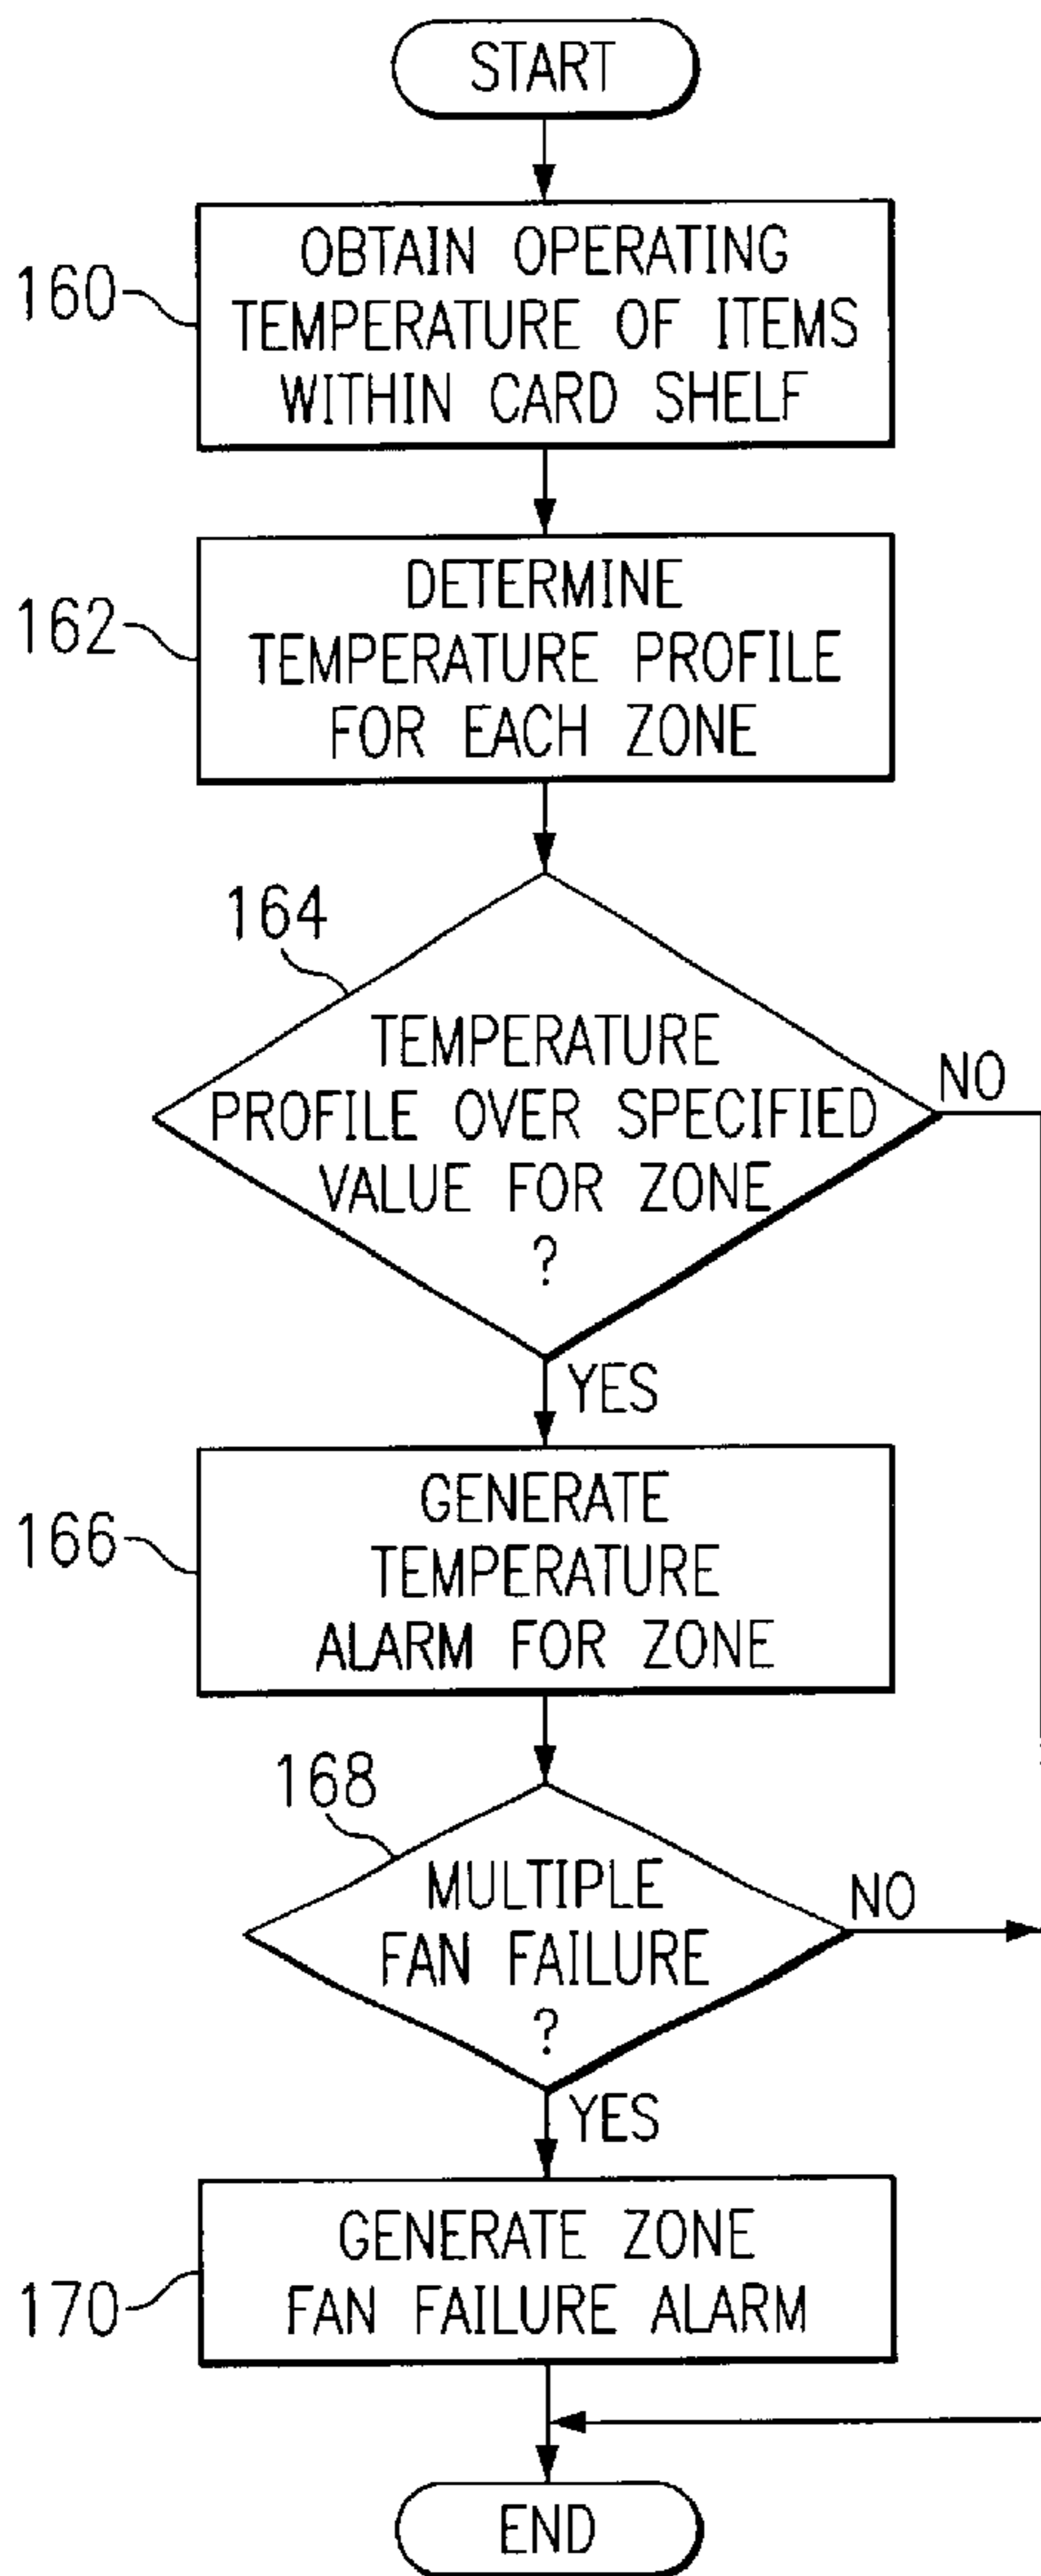 START
160
OBTAIN OPERATING
TEMPERATURE OF ITEMS
WITHIN CARD SHELF
162
DETERMINE
TEMPERATURE PROFILE
FOR EACH ZONE
164
TEMPERATURE
PROFILE OVER SPECIFIED
VALUE FOR ZONE
?
NO
YES
166
GENERATE
TEMPERATURE
ALARM FOR ZONE
168
MULTIPLE
FAN FAILURE
?
NO
YES
170
GENERATE ZONE
FAN FAILURE ALARM
END